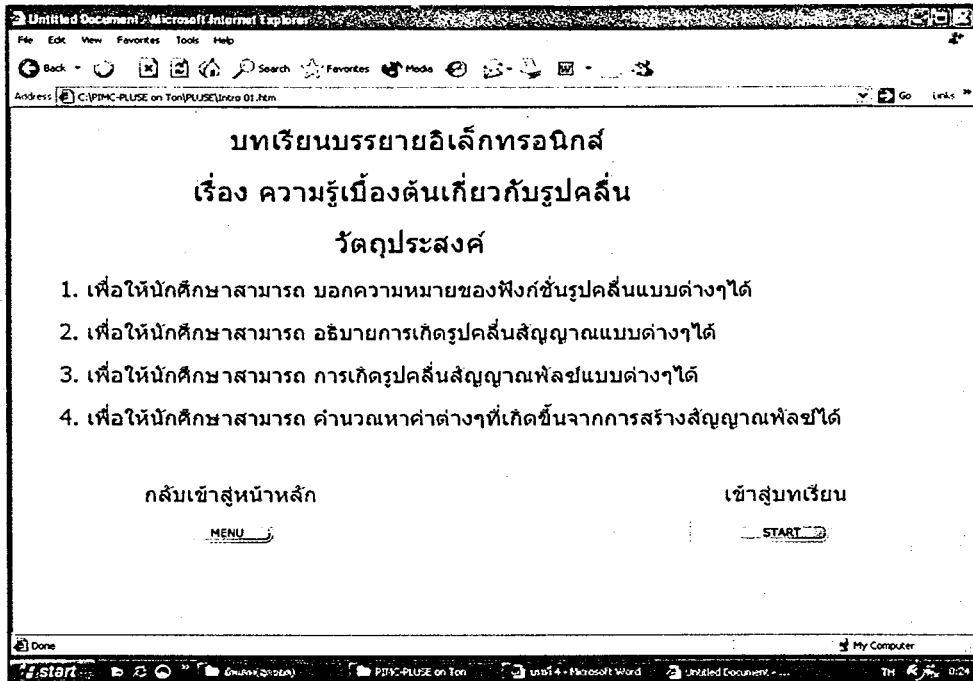 Untitled Document - Microsoft Internet Explorer
File Edit View Favorites Tools Help
Back Search Favorites Media
Address C:\PIMC-PLUSE on Ton\PLUSE\Intro 01.htm Go Links »
บทเรียนบรรยายอิเล็กทรอนิกส์
เรื่อง ความรู้เบื้องต้นเกี่ยวกับรูปคลื่น
วัตถุประสงค์
1. เพื่อให้นักศึกษาสามารถ บอกความหมายของฟังก์ชั่นรูปคลื่นแบบต่างๆได้
2. เพื่อให้นักศึกษาสามารถ อธิบายการเกิดรูปคลื่นสัญญาณแบบต่างๆได้
3. เพื่อให้นักศึกษาสามารถ การเกิดรูปคลื่นสัญญาณพัลช์แบบต่างๆได้
4. เพื่อให้นักศึกษาสามารถ คำนวณหาค่าต่างๆที่เกิดขึ้นจากการสร้างสัญญาณพัลช์ได้
กลับเข้าสู่หน้าหลัก เข้าสู่บทเรียน
MENU START
Done My Computer
start PIMC-PLUSE on Ton บทที่ 4 - Microsoft Word Untitled Document - ... TH 0:24